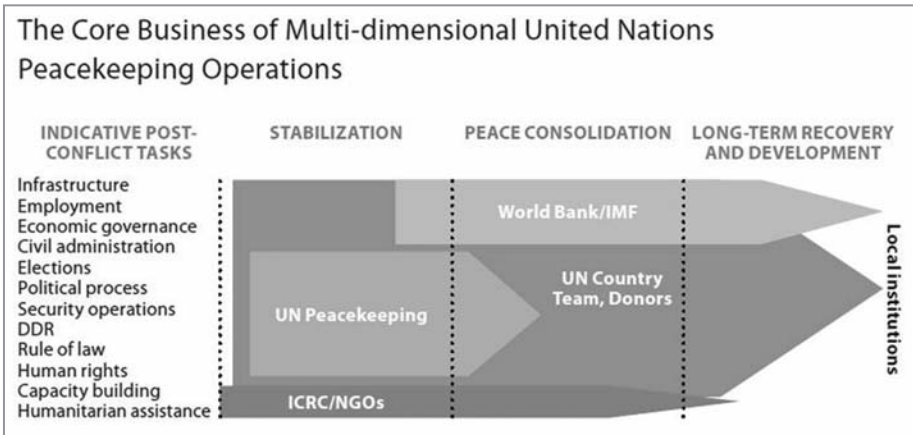 The Core Business of Multi-dimensional United Nations
Peacekeeping Operations
INDICATIVE POST-
CONFLICT TASKS
STABILIZATION
PEACE CONSOLIDATION
LONG-TERM RECOVERY
AND DEVELOPMENT
Infrastructure
Employment
Economic governance
Civil administration
Elections
Political process
Security operations
DDR
Rule of law
Human rights
Capacity building
Humanitarian assistance
World Bank/IMF
UN Peacekeeping
UN Country
Team, Donors
ICRC/NGOs
Local institutions